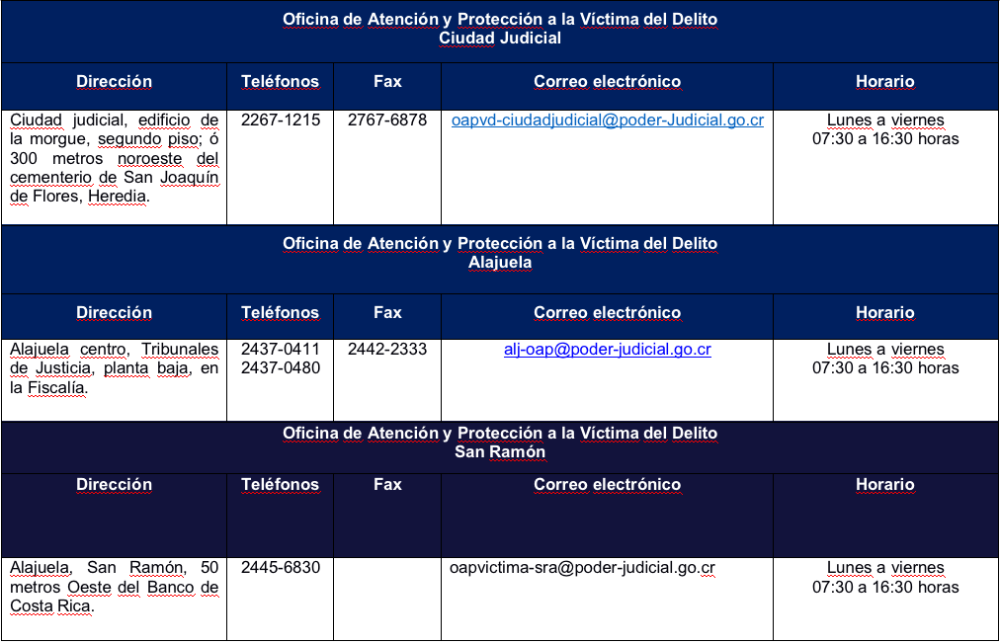 Oficina de Atención y Protección a la Víctima del Delito
Ciudad Judicial
Dirección Teléfonos Fax Correo electrónico Horario
Ciudad judicial, edificio de 2267-1215 2767-6878 oapvd-ciudadjudicial@poder-Judicial.go.cr Lunes a viernes
la morgue, segundo piso; ó 07:30 a 16:30 horas
300 metros noroeste del
cementerio de San Joaquín
de Flores, Heredia.
Oficina de Atención y Protección a la Víctima del Delito
Alajuela
Dirección Teléfonos Fax Correo electrónico Horario
Alajuela centro, Tribunales 2437-0411 2442-2333 alj-oap@poder-judicial.go.cr Lunes a viernes
de Justicia, planta baja, en 2437-0480 07:30 a 16:30 horas
la Fiscalía.
Oficina de Atención y Protección a la Víctima del Delito
San Ramón
Dirección Teléfonos Fax Correo electrónico Horario
Alajuela, San Ramón, 50 2445-6830 oapvictima-sra@poder-judicial.go.cr Lunes a viernes
metros Oeste del Banco de 07:30 a 16:30 horas
Costa Rica.